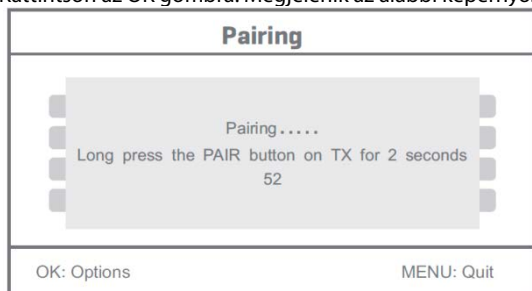 Kattintson az OK gombra. Megjelenik az alábbi képernyő
Pairing
Pairing.....
Long press the PAIR button on TX for 2 seconds
52
OK: Options
MENU: Quit